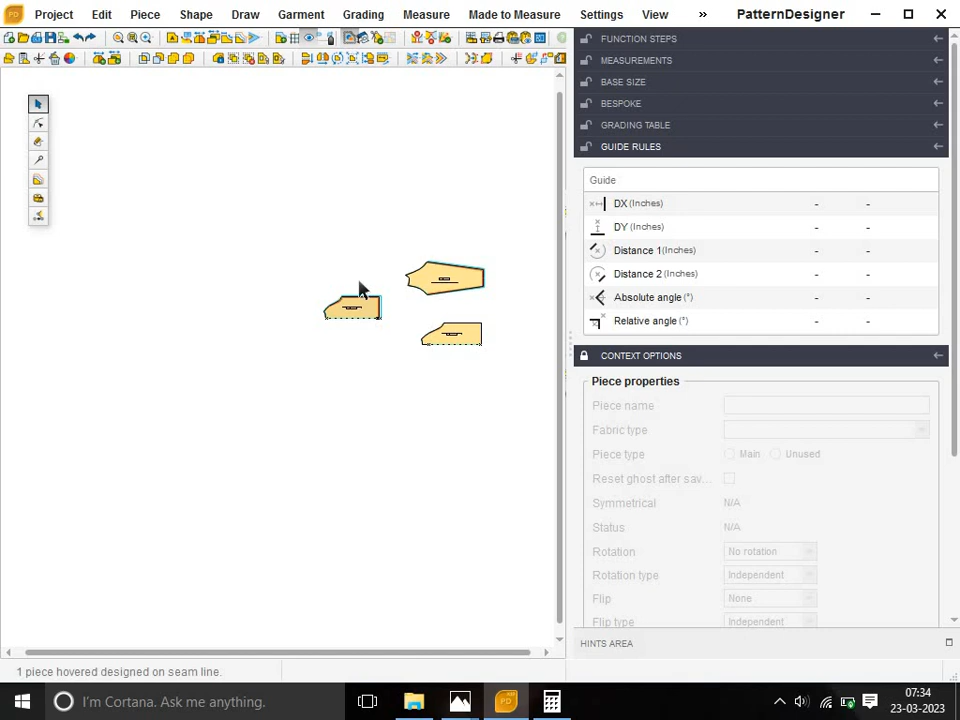 Project Edit Piece Shape Draw Garment Grading Measure Made to Measure Settings View » PatternDesigner
FUNCTION STEPS
MEASUREMENTS
BASE SIZE
BESPOKE
GRADING TABLE
GUIDE RULES
Guide
DX (Inches) - -
DY (Inches) - -
Distance 1(Inches) - -
Distance 2 (Inches) - -
Absolute angle (°) - -
Relative angle (°) - -
CONTEXT OPTIONS
Piece properties
Piece name
Fabric type
Piece type Main Unused
Reset ghost after sav...
Symmetrical N/A
Status N/A
Rotation No rotation
Rotation type Independent
Flip None
Flip type Independent
HINTS AREA
1 piece hovered designed on seam line.
I'm Cortana. Ask me anything.
07:34
23-03-2023